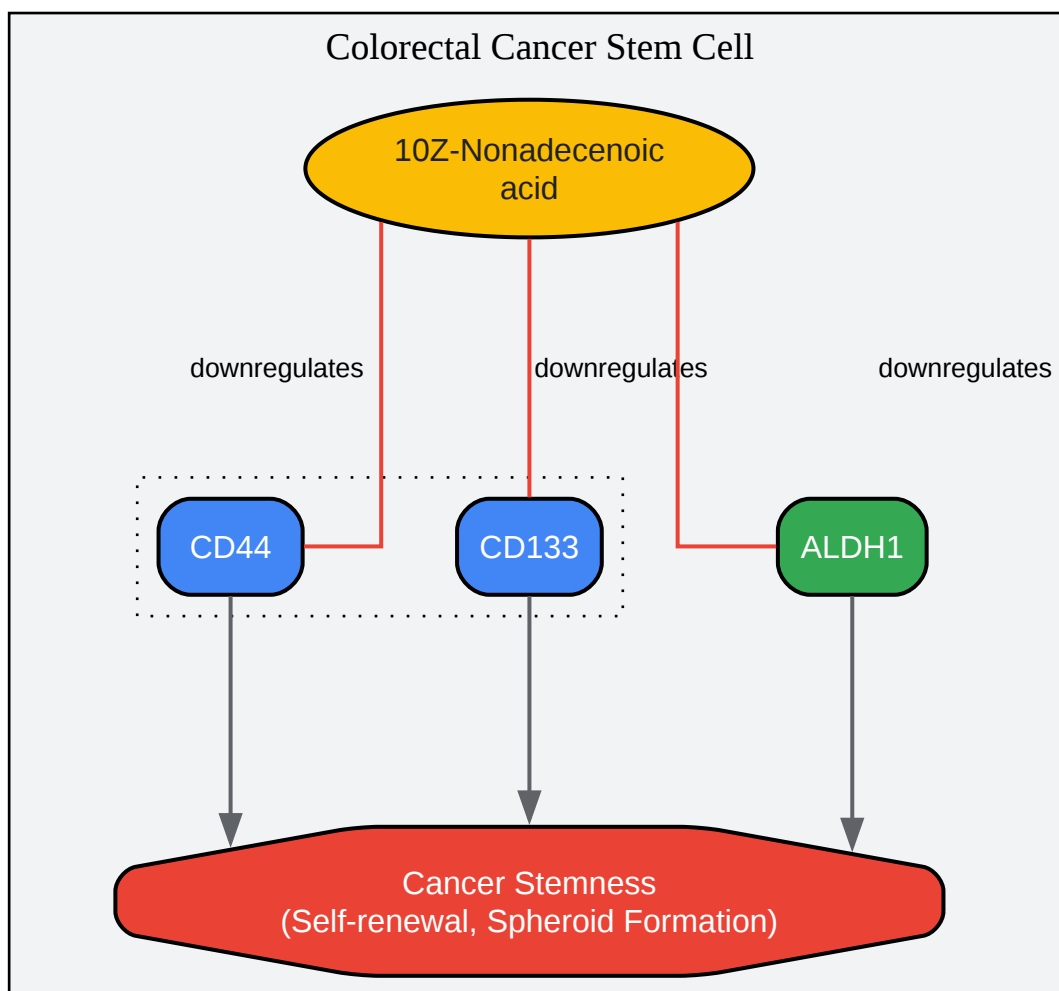 Colorectal Cancer Stem Cell
10Z-Nonadecenoic
acid
downregulates
downregulates
downregulates
CD44
CD133
ALDH1
Cancer Stemness
(Self-renewal, Spheroid Formation)